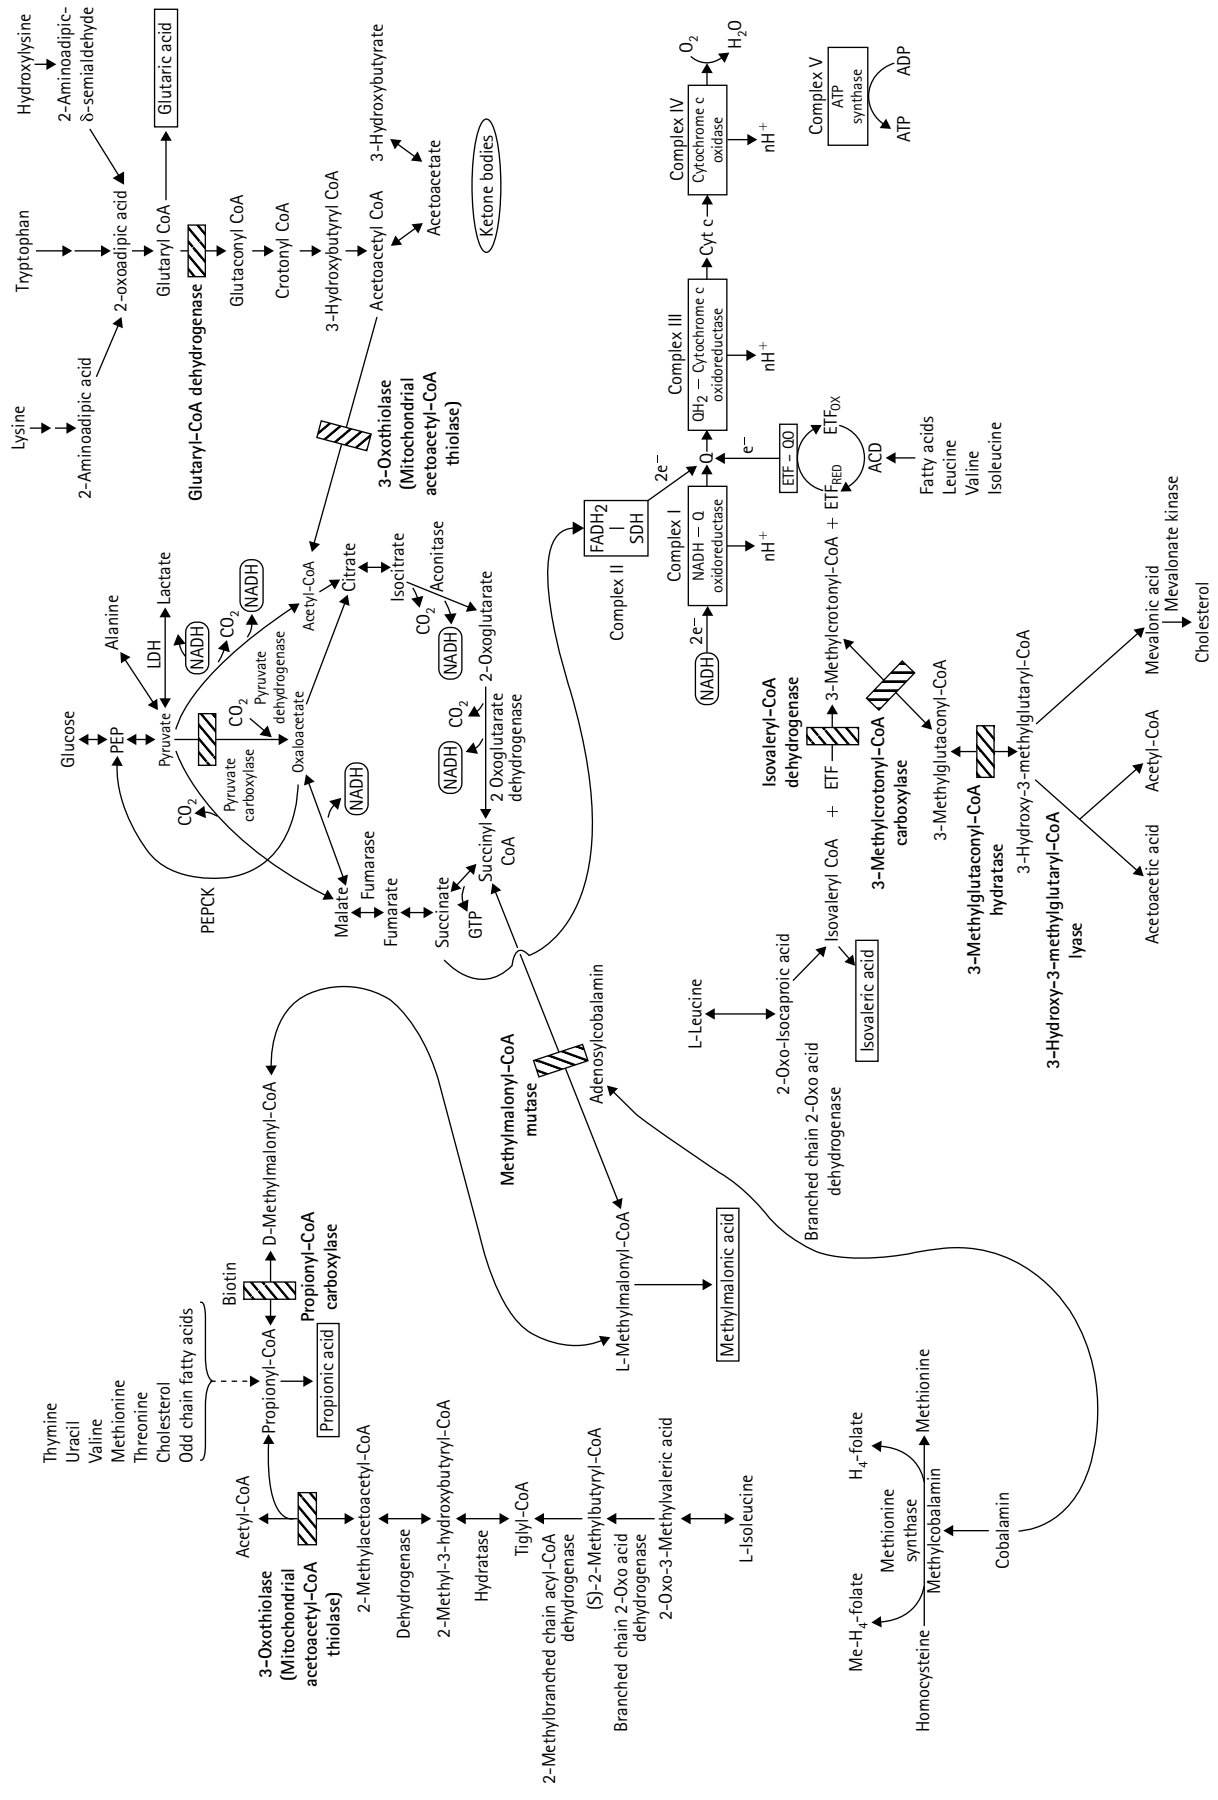 Thymine
Uracil
Valine
Methionine
Threonine
Cholesterol
Odd chain fatty acids
Acetyl-CoA
3-Oxothiolase
(Mitochondrial
acetoacetyl-CoA
thiolase)
Propionyl-CoA
Biotin
D-Methylmalonyl-CoA
Propionyl-CoA
carboxylase
Propionic acid
2-Methylacetoacetyl-CoA
Dehydrogenase
2-Methyl-3-hydroxybutyryl-CoA
Hydratase
Tiglyl-CoA
2-Methylbranched chain acyl-CoA
dehydrogenase
(S)-2-Methylbutyryl-CoA
Branched chain 2-Oxo acid
dehydrogenase
2-Oxo-3-Methylvaleric acid
L-Isoleucine
L-Methylmalonyl-CoA
Methylmalonic acid
Methylmalonyl-CoA
mutase
Adenosylcobalamin
Me-H4-folate
H4-folate
Methionine
synthase
Homocysteine
Methionine
Methylcobalamin
Cobalamin
Glucose
PEP
PEPCK
Alanine
Pyruvate
LDH
Lactate
NADH
CO2
CO2
NADH
Pyruvate
carboxylase
CO2
Pyruvate
dehydrogenase
Oxaloacetate
Acetyl-CoA
NADH
Malate
Citrate
Fumarase
Fumarate
Isocitrate
CO2
Aconitase
NADH
Succinate
GTP
Succinyl
CoA
NADH
CO2
2-Oxoglutarate
2 Oxoglutarate
dehydrogenase
Lysine
Tryptophan
Hydroxylysine
2-Aminoadipic-
δ-semialdehyde
2-Aminoadipic acid
2-oxoadipic acid
Glutaryl CoA
Glutaric acid
Glutaryl-CoA dehydrogenase
Glutaconyl CoA
Crotonyl CoA
3-Hydroxybutyryl CoA
Acetoacetyl CoA
3-Hydroxybutyrate
Acetoacetate
Ketone bodies
3-Oxothiolase
(Mitochondrial
acetoacetyl-CoA
thiolase)
FADH2
SDH
Complex II
2e−
NADH
2e−
Complex I
NADH – Q
oxidoreductase
nH+
Q
e−
Complex III
QH2 – Cytochrome c
oxidoreductase
nH+
Cyt c
Complex IV
Cytochrome c
oxidase
nH+
O2
H2O
Complex V
ATP
synthase
ATP
ADP
ETF – QO
ETFRED
ETFOX
ACD
Fatty acids
Leucine
Valine
Isoleucine
L-Leucine
2-Oxo-Isocaproic acid
Branched chain 2-Oxo acid
dehydrogenase
Isovaleryl CoA + ETF
3-Methylcrotonyl-CoA + 
Isovaleric acid
Isovaleryl-CoA
dehydrogenase
3-Methylcrotonyl-CoA
carboxylase
3-Methylglutaconyl-CoA
3-Methylglutaconyl-CoA
hydratase
3-Hydroxy-3-methylglutaryl-CoA
3-Hydroxy-3-methylglutaryl-CoA
lyase
Acetoacetic acid
Acetyl-CoA
Mevalonic acid
Mevalonate kinase
Cholesterol